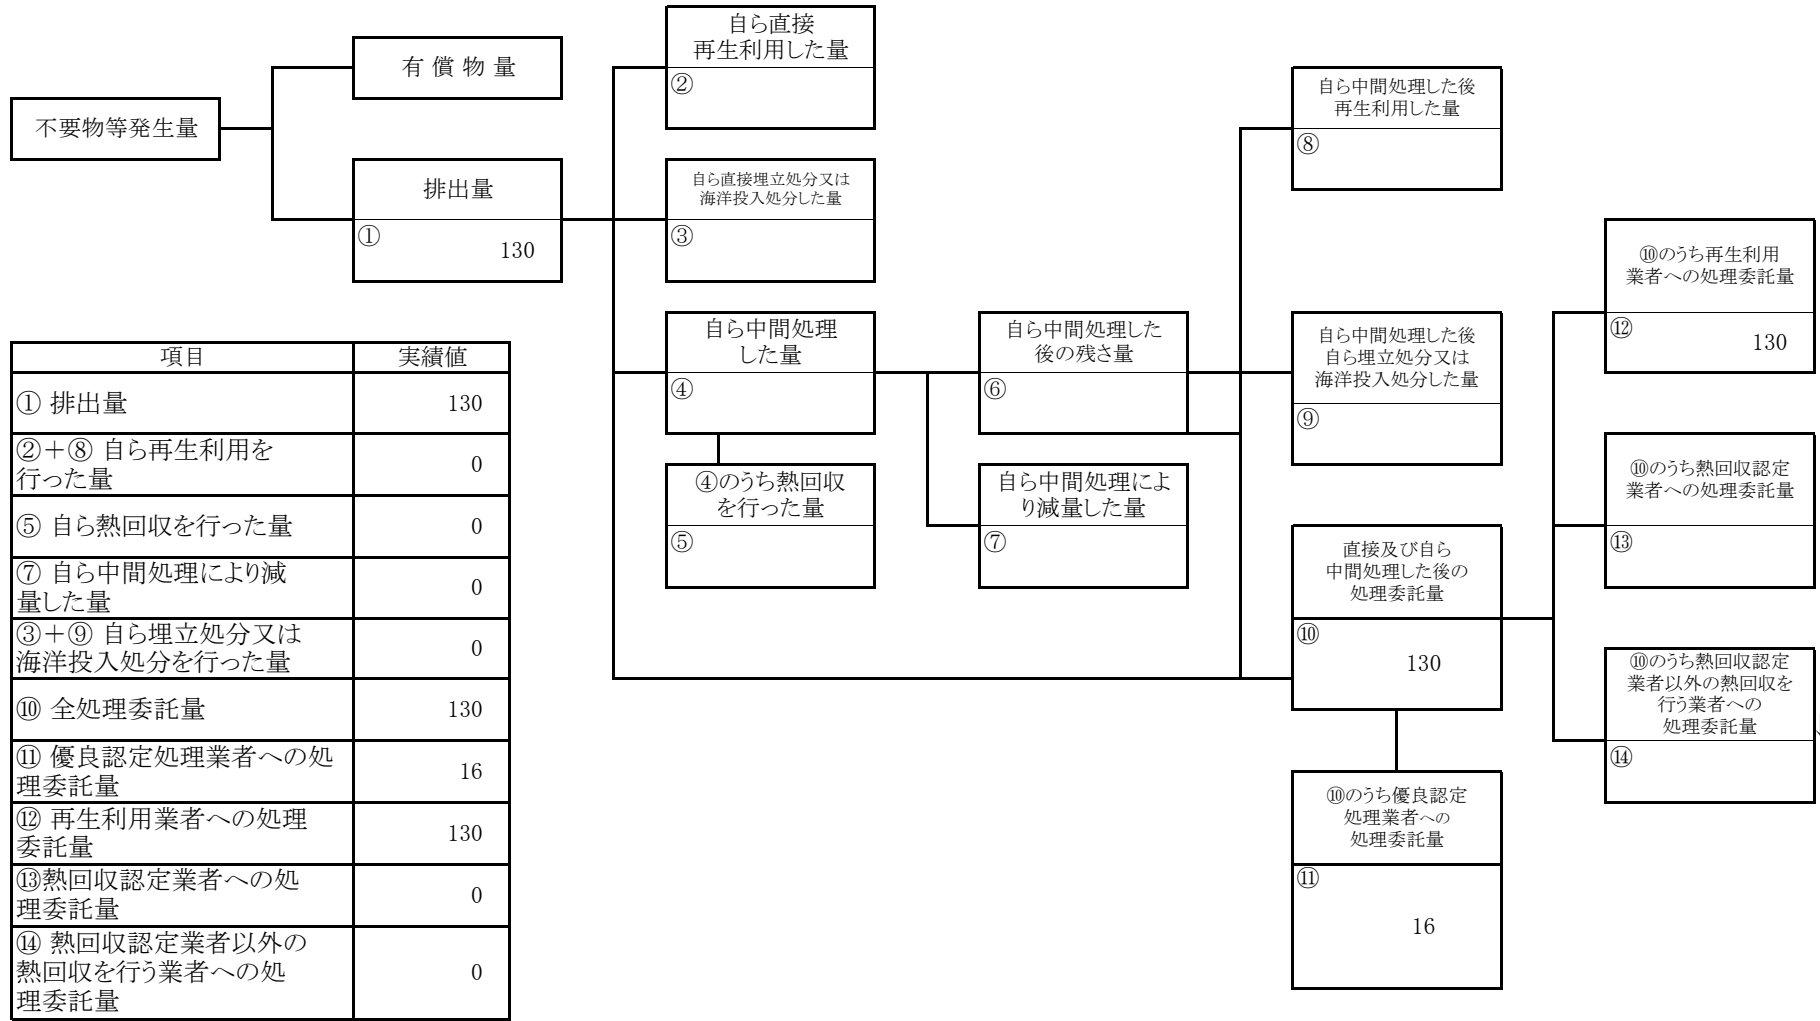 不要物等発生量
有 償 物 量
排出量
①
130
自ら直接
再生利用した量
②
自ら直接埋立処分又は
海洋投入処分した量
③
自ら中間処理
した量
④
④のうち熱回収
を行った量
⑤
自ら中間処理した
後の残さ量
⑥
自ら中間処理によ
り減量した量
⑦
自ら中間処理した後
再生利用した量
⑧
自ら中間処理した後
自ら埋立処分又は
海洋投入処分した量
⑨
直接及び自ら
中間処理した後の
処理委託量
⑩
130
⑩のうち優良認定
処理業者への
処理委託量
⑪
16
⑩のうち再生利用
業者への処理委託量
⑫
130
⑩のうち熱回収認定
業者への処理委託量
⑬
⑩のうち熱回収認定
業者以外の熱回収を
行う業者への
処理委託量
⑭
項目 実績値
① 排出量 130
②+⑧ 自ら再生利用を
行った量 0
⑤ 自ら熱回収を行った量 0
⑦ 自ら中間処理により減
量した量 0
③+⑨ 自ら埋立処分又は
海洋投入処分を行った量 0
⑩ 全処理委託量 130
⑪ 優良認定処理業者への処
理委託量 16
⑫ 再生利用業者への処理
委託量 130
⑬熱回収認定業者への処
理委託量 0
⑭ 熱回収認定業者以外の
熱回収を行う業者への処
理委託量 0